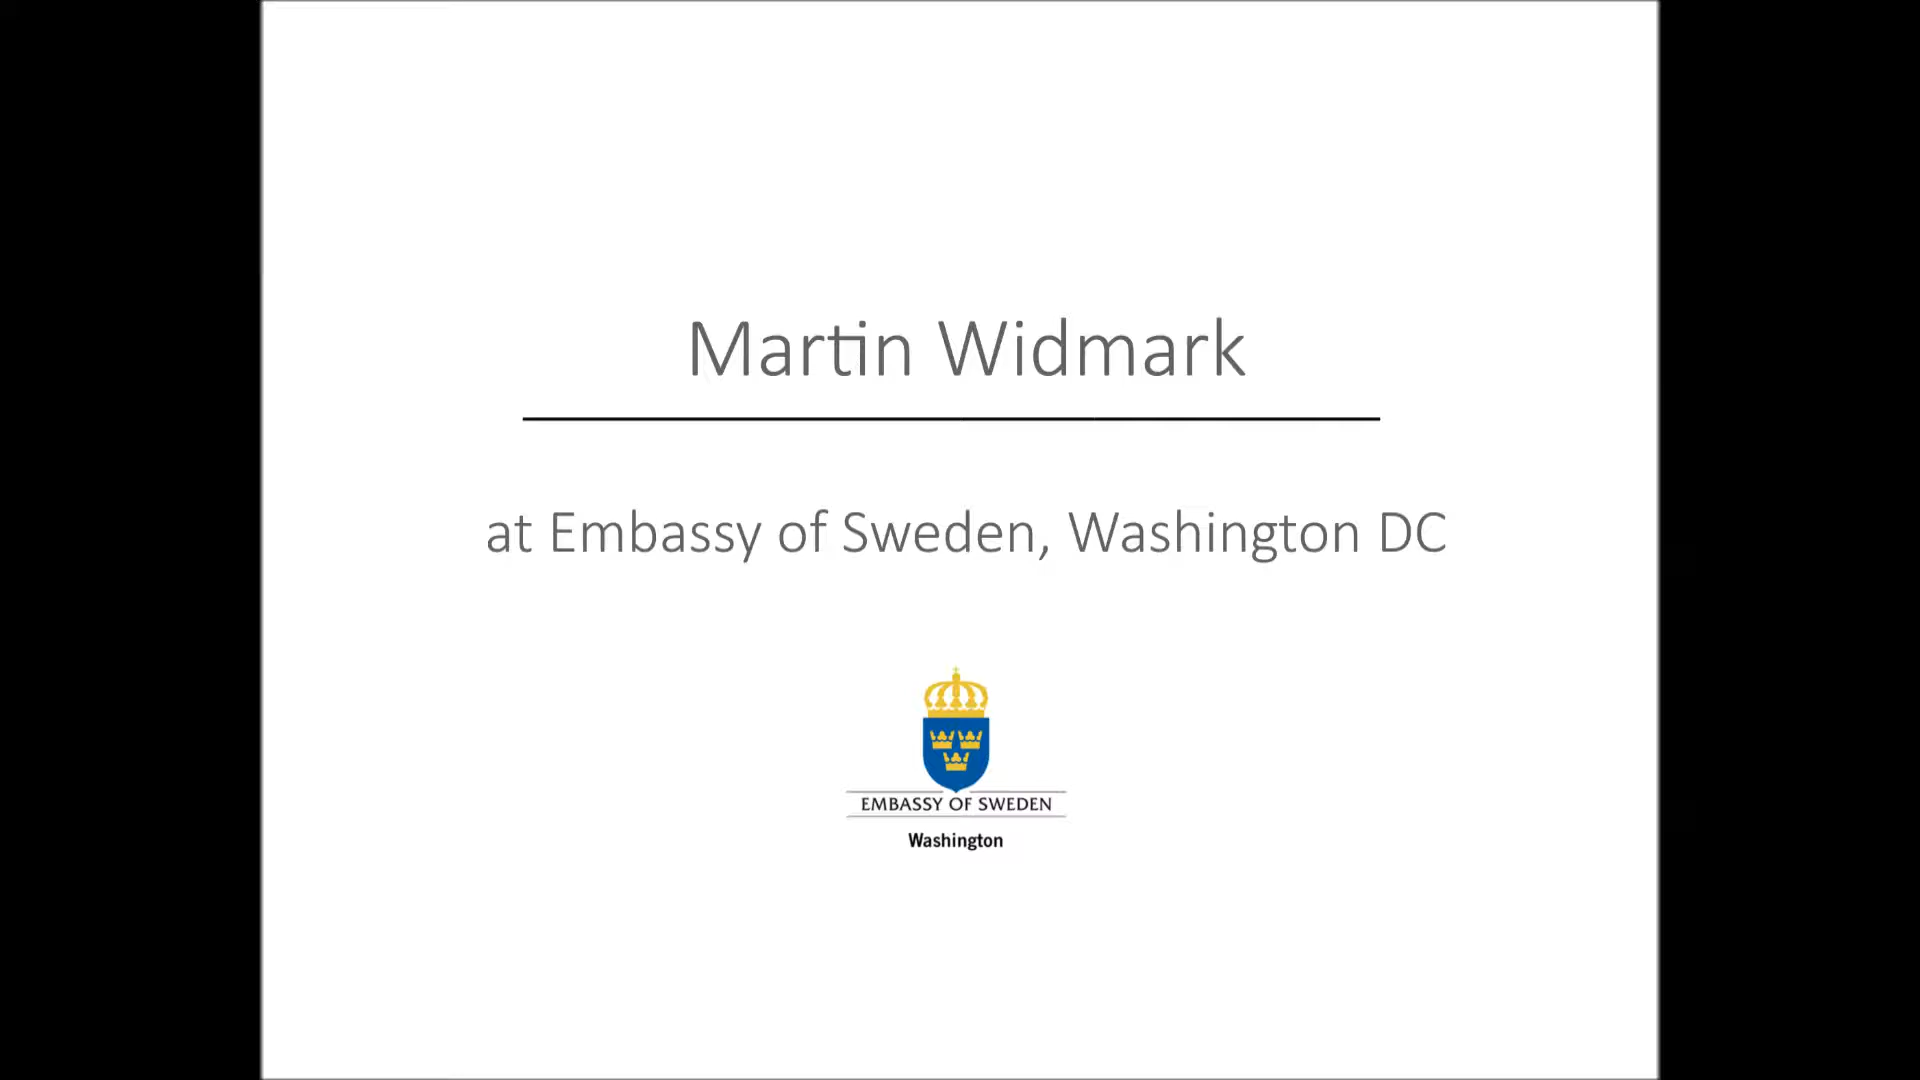 Martin Widmark
at Embassy of Sweden, Washington DC
EMBASSY OF SWEDEN
Washington